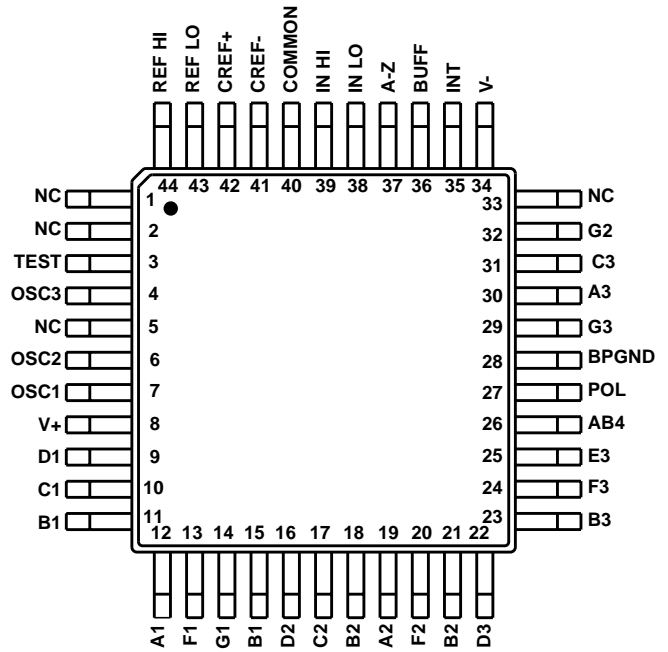 REF HI
REF LO
CREF+
CREF-
COMMON
IN HI
IN LO
A-Z
BUFF
INT
V-
44 43 42 41 40 39 38 37 36 35 34
NC 1
NC 2
TEST 3
OSC3 4
NC 5
OSC2 6
OSC1 7
V+ 8
D1 9
C1 10
B1 11
33 NC
32 G2
31 C3
30 A3
29 G3
28 BPGND
27 POL
26 AB4
25 E3
24 F3
23 B3
12 13 14 15 16 17 18 19 20 21 22
A1
F1
G1
B1
D2
C2
B2
A2
F2
B2
D3